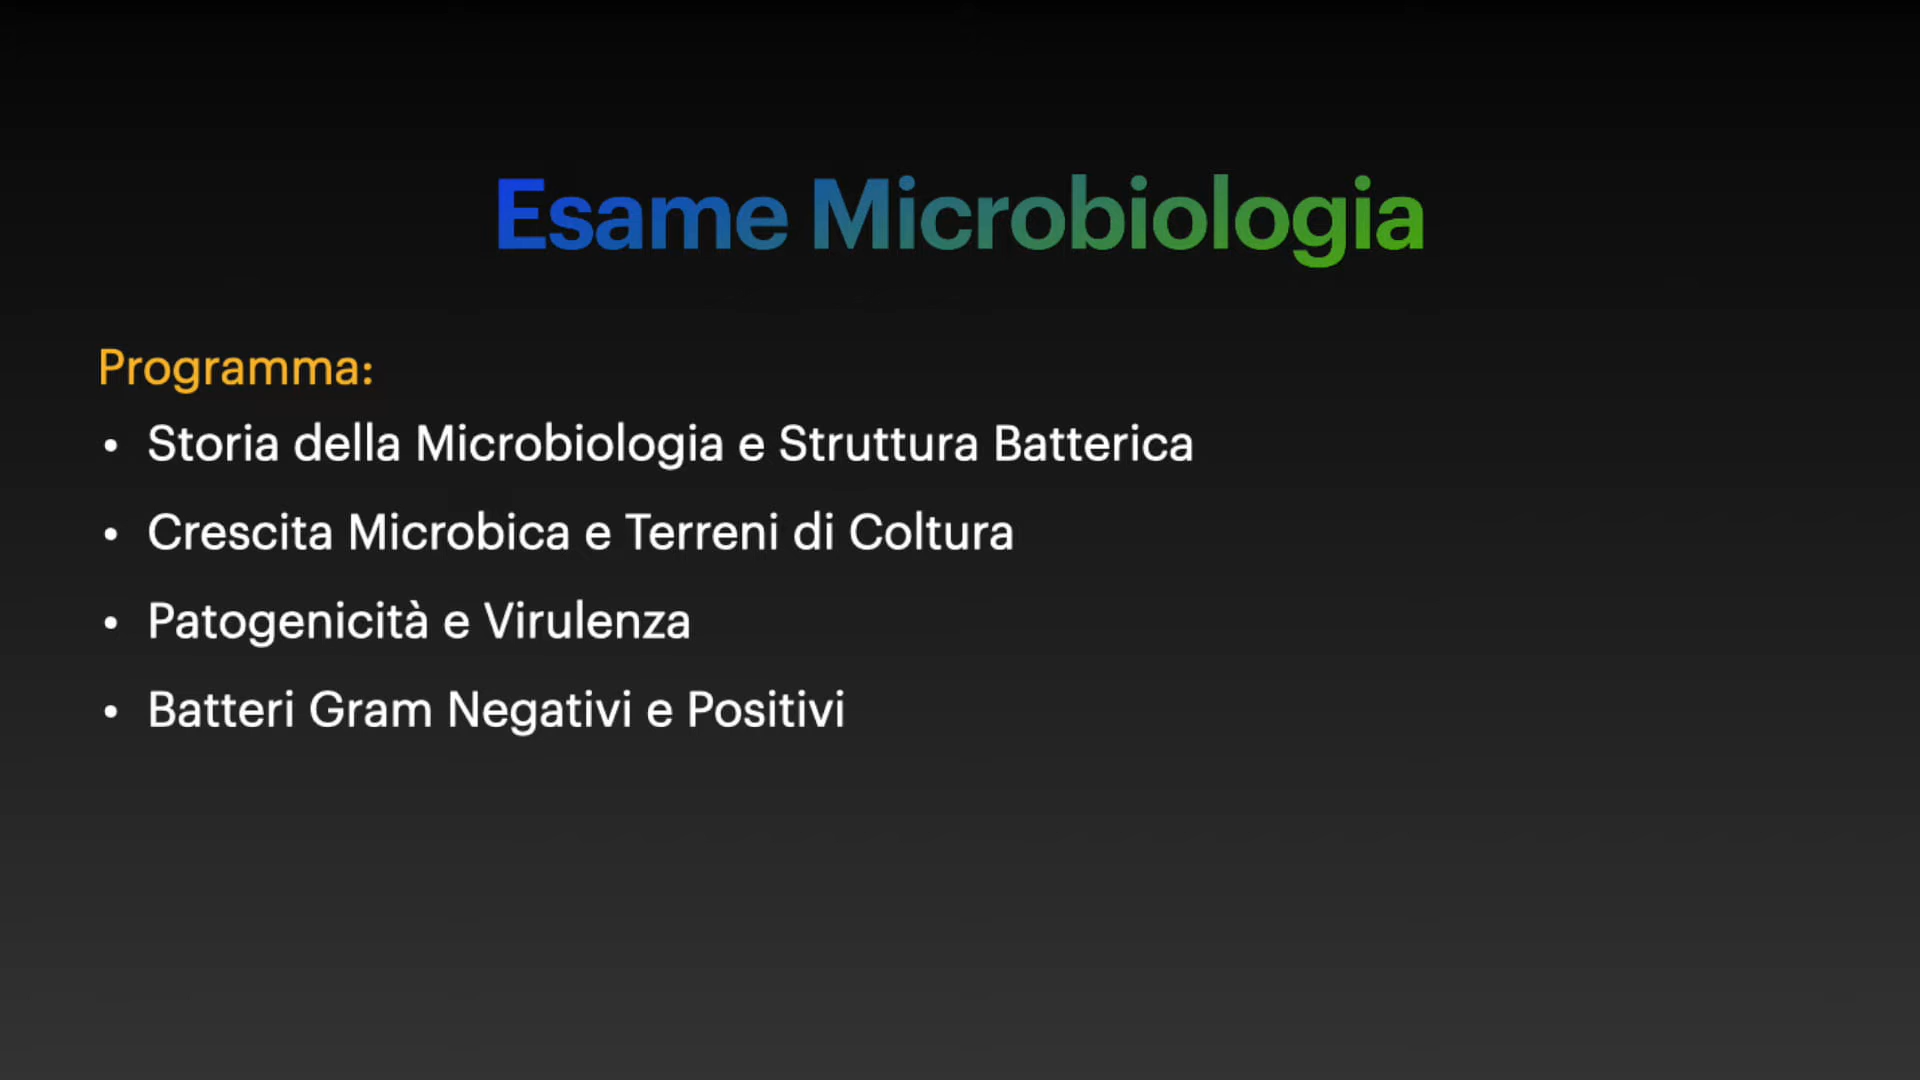 Esame Microbiologia
Programma:
• Storia della Microbiologia e Struttura Batterica
• Crescita Microbica e Terreni di Coltura
• Patogenicità e Virulenza
• Batteri Gram Negativi e Positivi